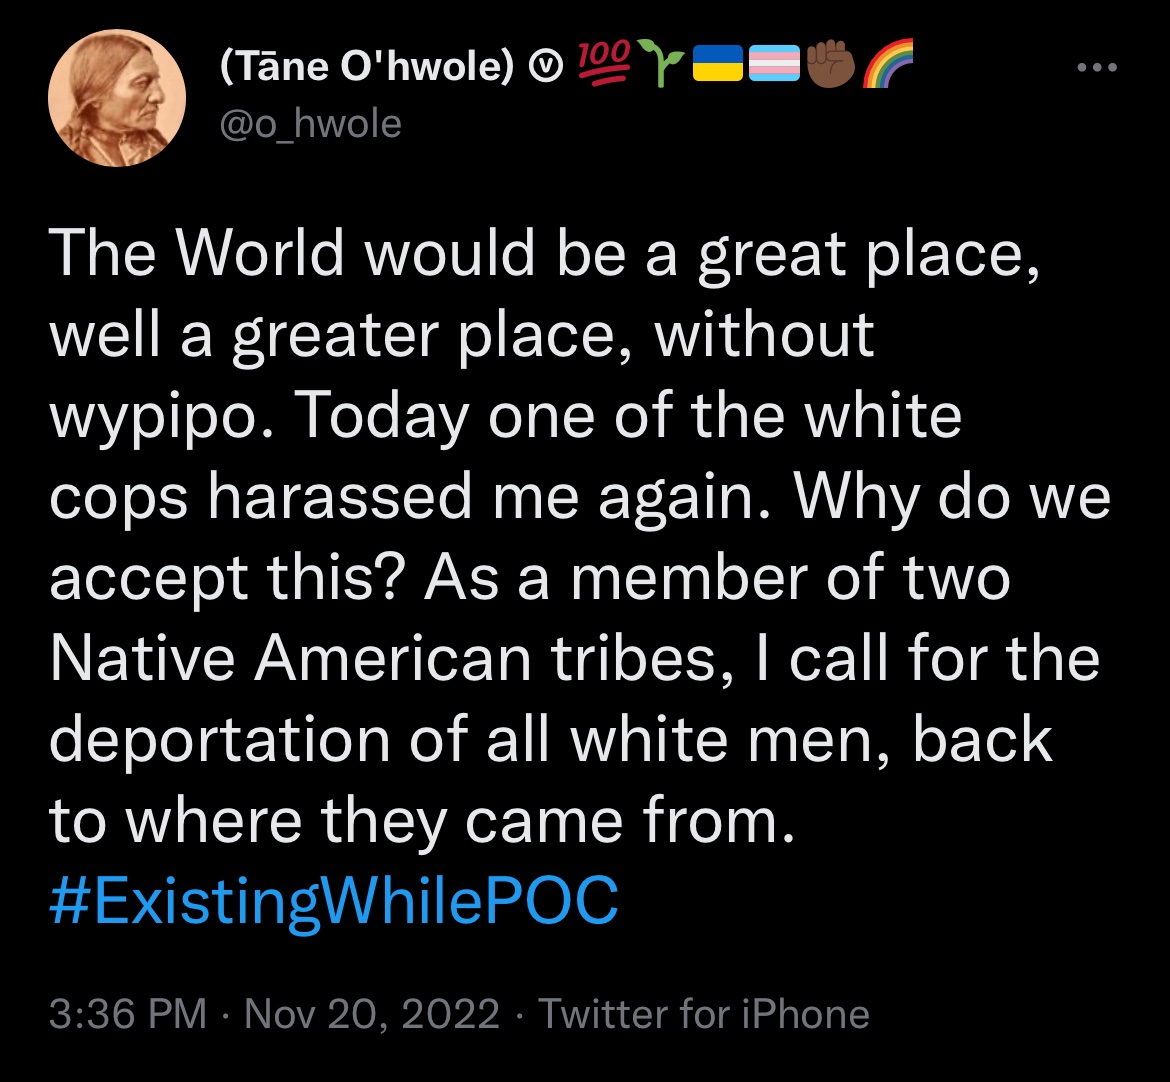 (Tāne O'hwole) Ⓥ 💯🌱🇺🇦🏳️‍⚧️✊🏾🌈
@o_hwole
The World would be a great place,
well a greater place, without
wypipo. Today one of the white
cops harassed me again. Why do we
accept this? As a member of two
Native American tribes, I call for the
deportation of all white men, back
to where they came from.
#ExistingWhilePOC
3:36 PM · Nov 20, 2022 · Twitter for iPhone